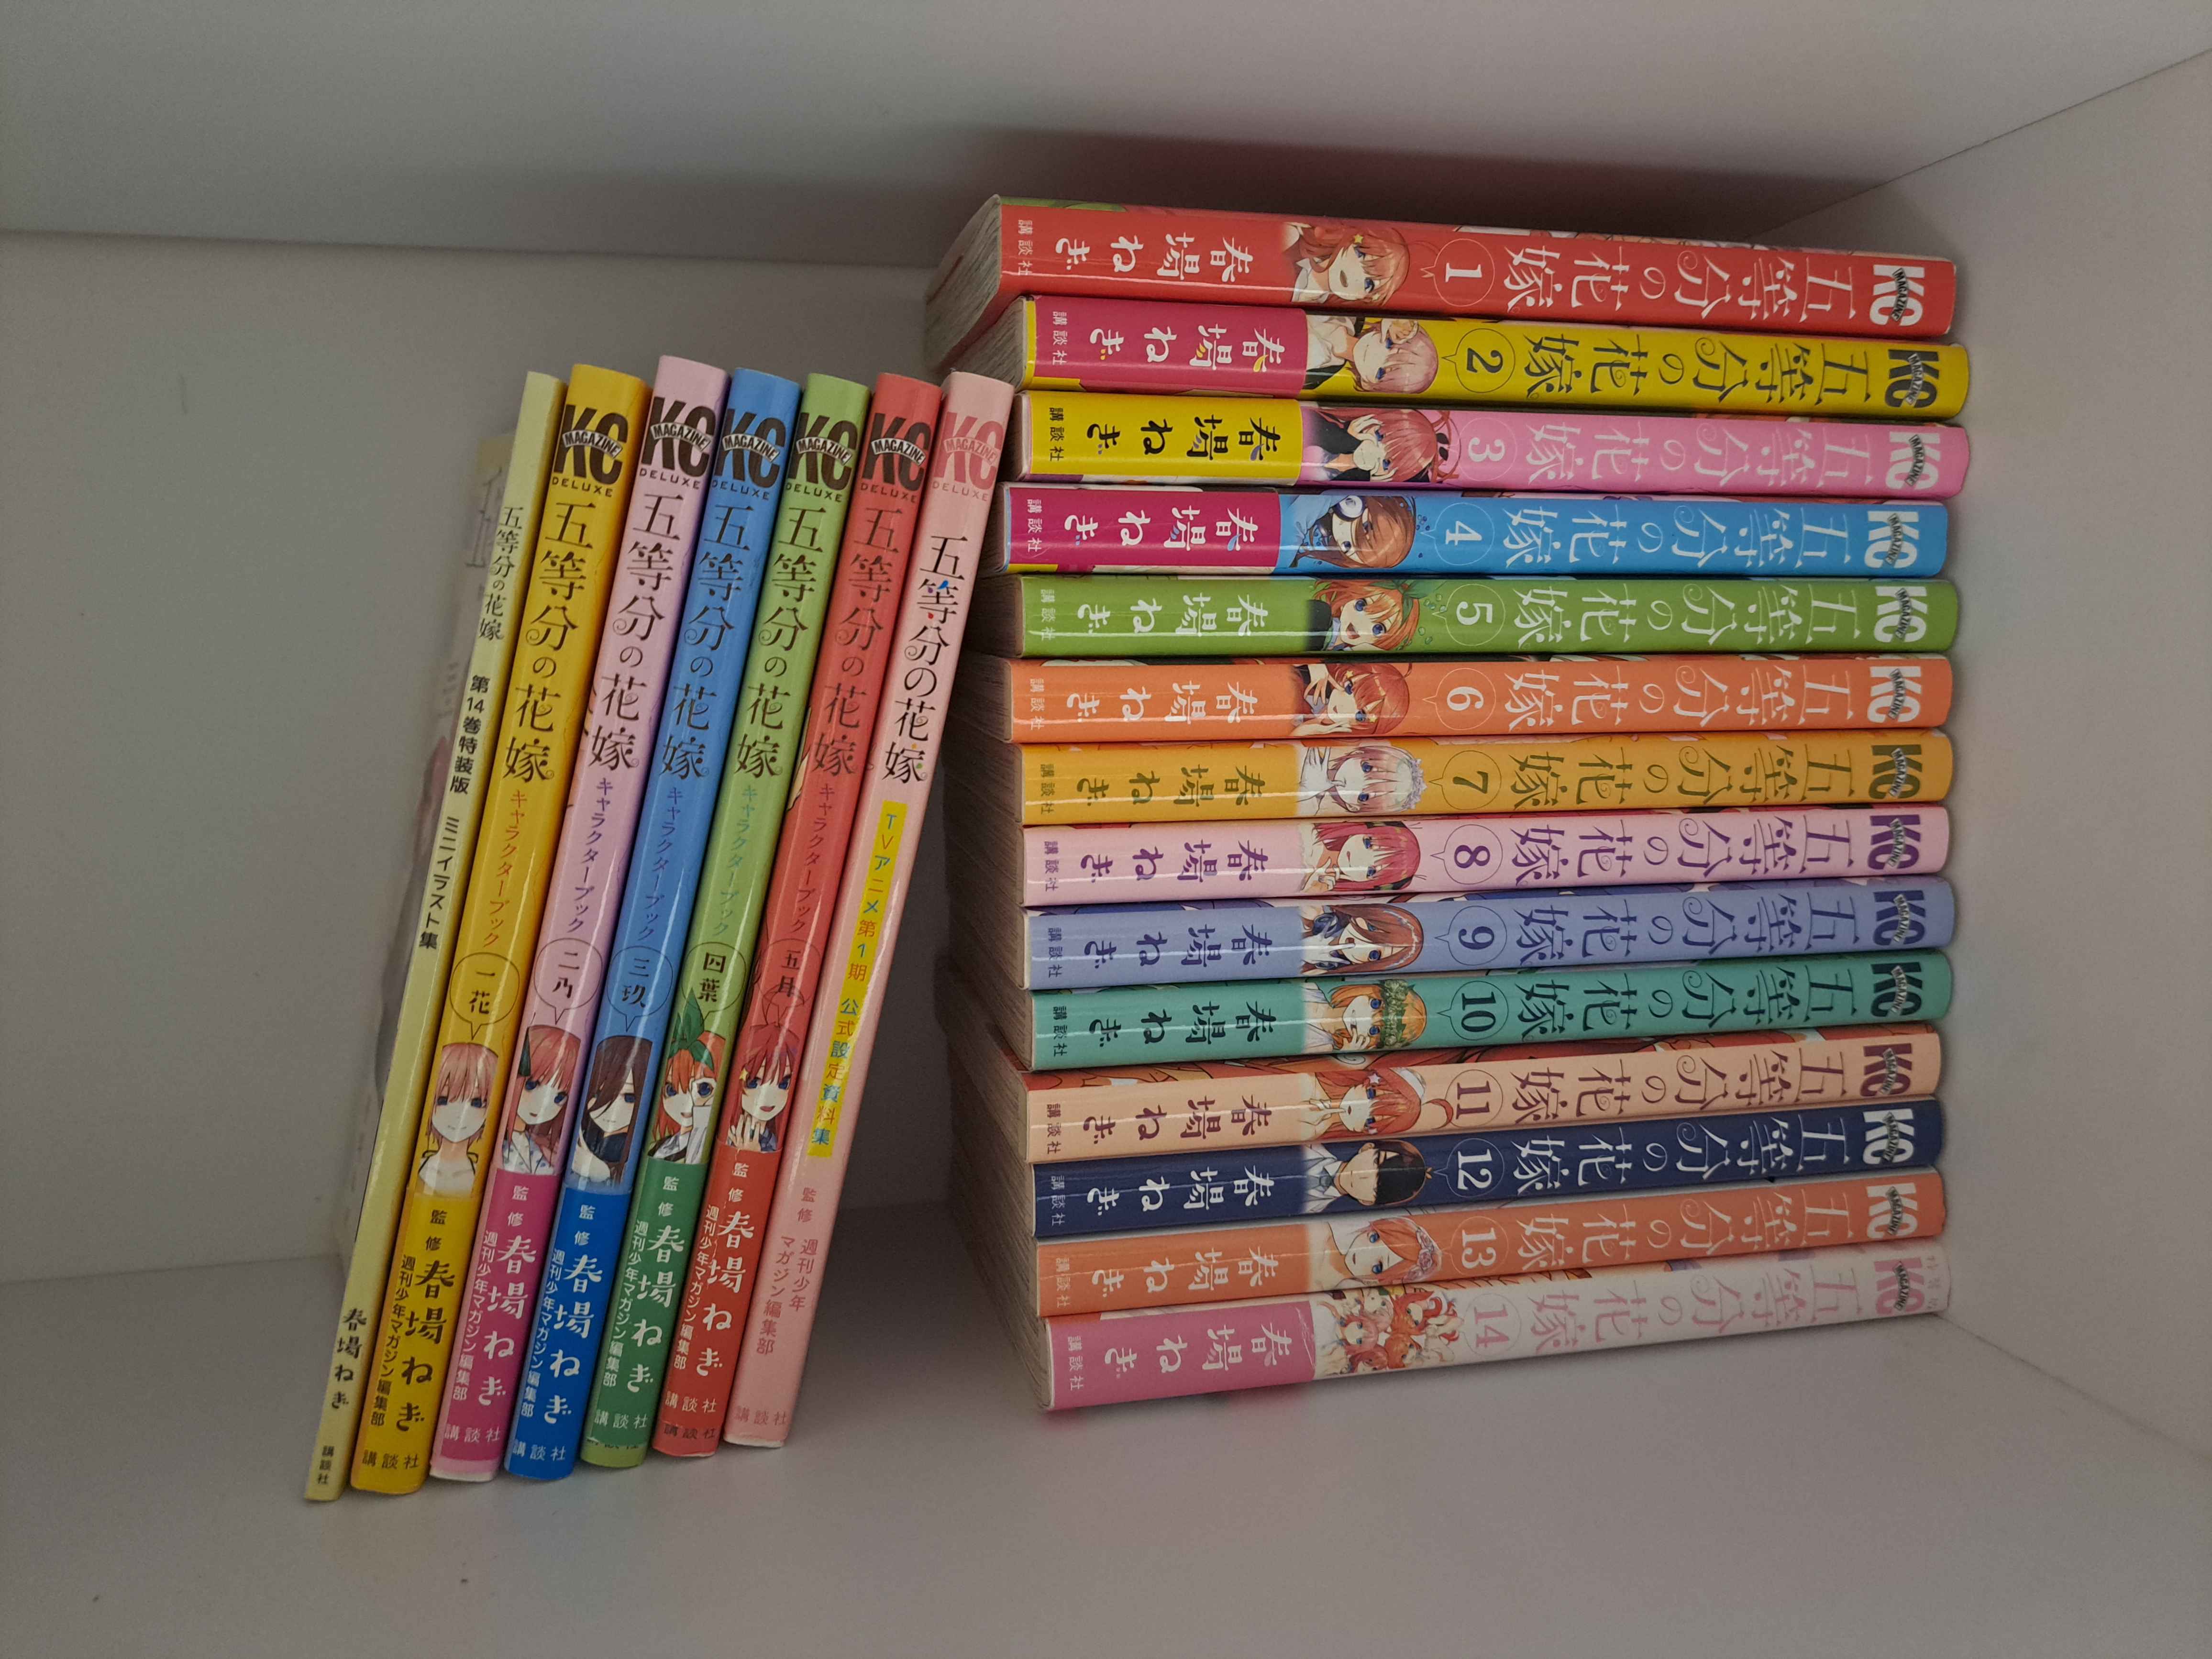 五等分の花嫁 第14巻特装版 ミニイラスト集 春場ねぎ 講談社
KC MAGAZINE DELUXE 五等分の花嫁 キャラクターブック 一花 監修 春場ねぎ 週刊少年マガジン編集部 講談社
KC MAGAZINE DELUXE 五等分の花嫁 キャラクターブック 二乃 監修 春場ねぎ 週刊少年マガジン編集部 講談社
KC MAGAZINE DELUXE 五等分の花嫁 キャラクターブック 三玖 監修 春場ねぎ 週刊少年マガジン編集部 講談社
KC MAGAZINE DELUXE 五等分の花嫁 キャラクターブック 四葉 監修 春場ねぎ 週刊少年マガジン編集部 講談社
KC MAGAZINE DELUXE 五等分の花嫁 キャラクターブック 五月 監修 春場ねぎ 週刊少年マガジン編集部 講談社
KC MAGAZINE DELUXE 五等分の花嫁 TVアニメ第1期 公式設定資料集 監修 週刊少年マガジン編集部 講談社
KC MAGAZINE 五等分の花嫁 1 春場ねぎ 講談社
KC MAGAZINE 五等分の花嫁 2 春場ねぎ 講談社
KC MAGAZINE 五等分の花嫁 3 春場ねぎ 講談社
KC MAGAZINE 五等分の花嫁 4 春場ねぎ 講談社
KC MAGAZINE 五等分の花嫁 5 春場ねぎ 講談社
KC MAGAZINE 五等分の花嫁 6 春場ねぎ 講談社
KC MAGAZINE 五等分の花嫁 7 春場ねぎ 講談社
KC MAGAZINE 五等分の花嫁 8 春場ねぎ 講談社
KC MAGAZINE 五等分の花嫁 9 春場ねぎ 講談社
KC MAGAZINE 五等分の花嫁 10 春場ねぎ 講談社
KC MAGAZINE 五等分の花嫁 11 春場ねぎ 講談社
KC MAGAZINE 五等分の花嫁 12 春場ねぎ 講談社
KC MAGAZINE 五等分の花嫁 13 春場ねぎ 講談社
KC MAGAZINE 五等分の花嫁 14 春場ねぎ 講談社